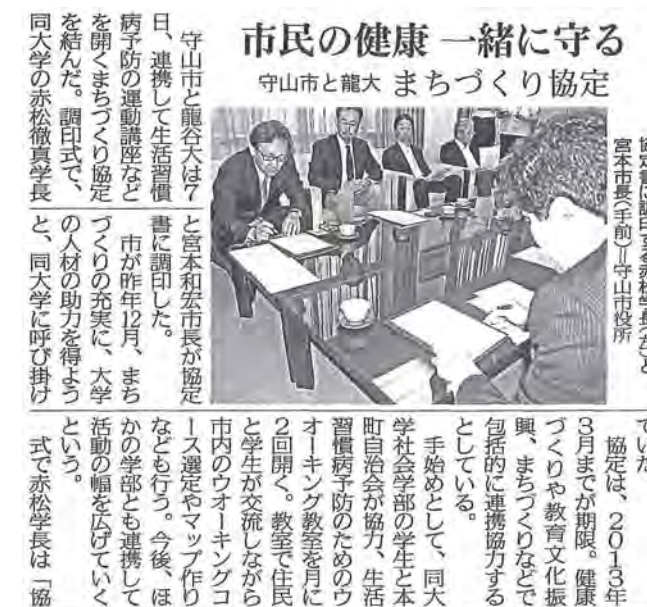 市民の健康 一緒に守る
守山市と龍大 まちづくり協定
守山市と龍谷大は7
日、連携して生活習慣
病予防の運動講座など
を開くまちづくり協定
を結んだ。調印式で、
同大学の赤松徹真学長
と宮本和宏市長が協定
書に調印した。
市が昨年12月、まち
づくりの充実に、大学
の人材の助力を得よう
と、同大学に呼び掛け
ていた。
協定は、2013年
3月までが期限。健康
づくりや教育文化振
興、まちづくりなどで
包括的に連携協力する
としている。
手始めとして、同大
学社会学部の学生と本
町自治会が協力、生活
習慣病予防のためのウ
オーキング教室を月に
2回開く。教室で住民
と学生が交流しながら
市内のウオーキングコ
ース選定やマップ作り
なども行う。今後、ほ
かの学部とも連携して
活動の幅を広げていく
という。
式で赤松学長は「協
協定書に調印する赤松学長(左)と
宮本市長(手前)=守山市役所